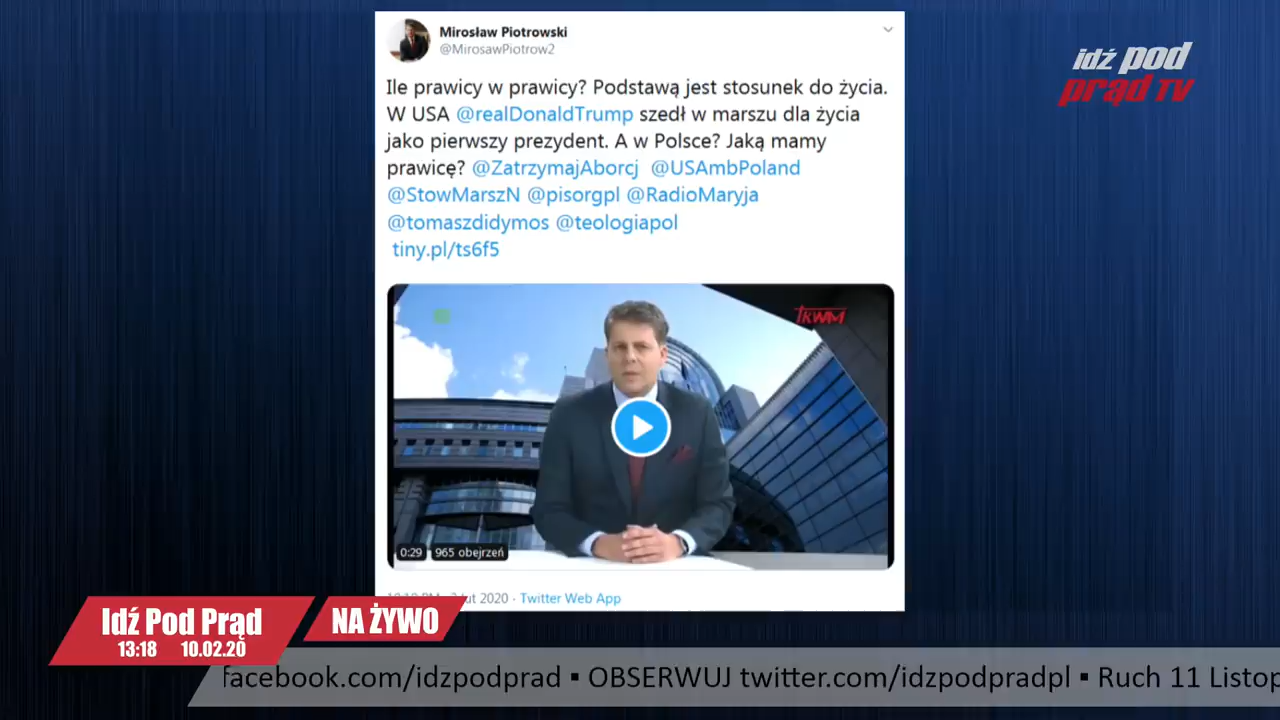 Mirosław Piotrowski
@MirosawPiotrow2
idź pod
prąd TV
Ile prawicy w prawicy? Podstawą jest stosunek do życia.
W USA @realDonaldTrump szedł w marszu dla życia
jako pierwszy prezydent. A w Polsce? Jaką mamy
prawicę? @ZatrzymajAborcj @USAmbPoland
@StowMarszN @pisorgpl @RadioMaryja
@tomaszdidymos @teologiapol
tiny.pl/ts6f5
TKWM
0:29 965 obejrzeń
lut 2020 · Twitter Web App
Idź Pod Prąd
NA ŻYWO
13:18 10.02.20
facebook.com/idzpodprad ▪ OBSERWUJ twitter.com/idzpodpradpl ▪ Ruch 11 Listop